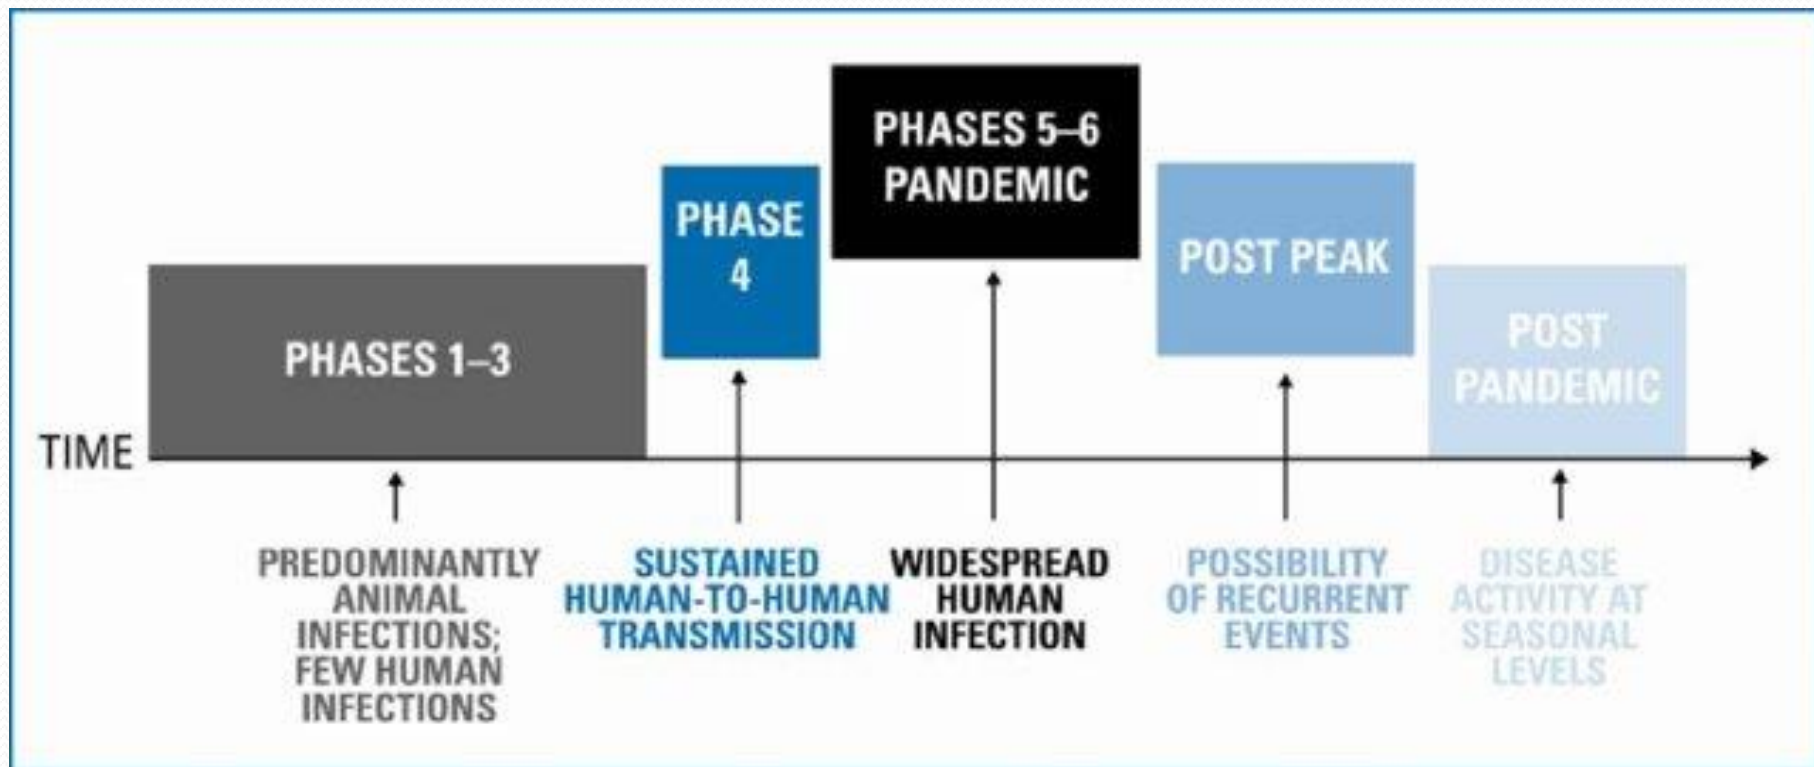 PHASES 5–6
PANDEMIC
PHASE
4
POST PEAK
PHASES 1–3
POST
PANDEMIC
TIME
PREDOMINANTLY
ANIMAL
INFECTIONS;
FEW HUMAN
INFECTIONS
SUSTAINED
HUMAN-TO-HUMAN
TRANSMISSION
WIDESPREAD
HUMAN
INFECTION
POSSIBILITY
OF RECURRENT
EVENTS
DISEASE
ACTIVITY AT
SEASONAL
LEVELS